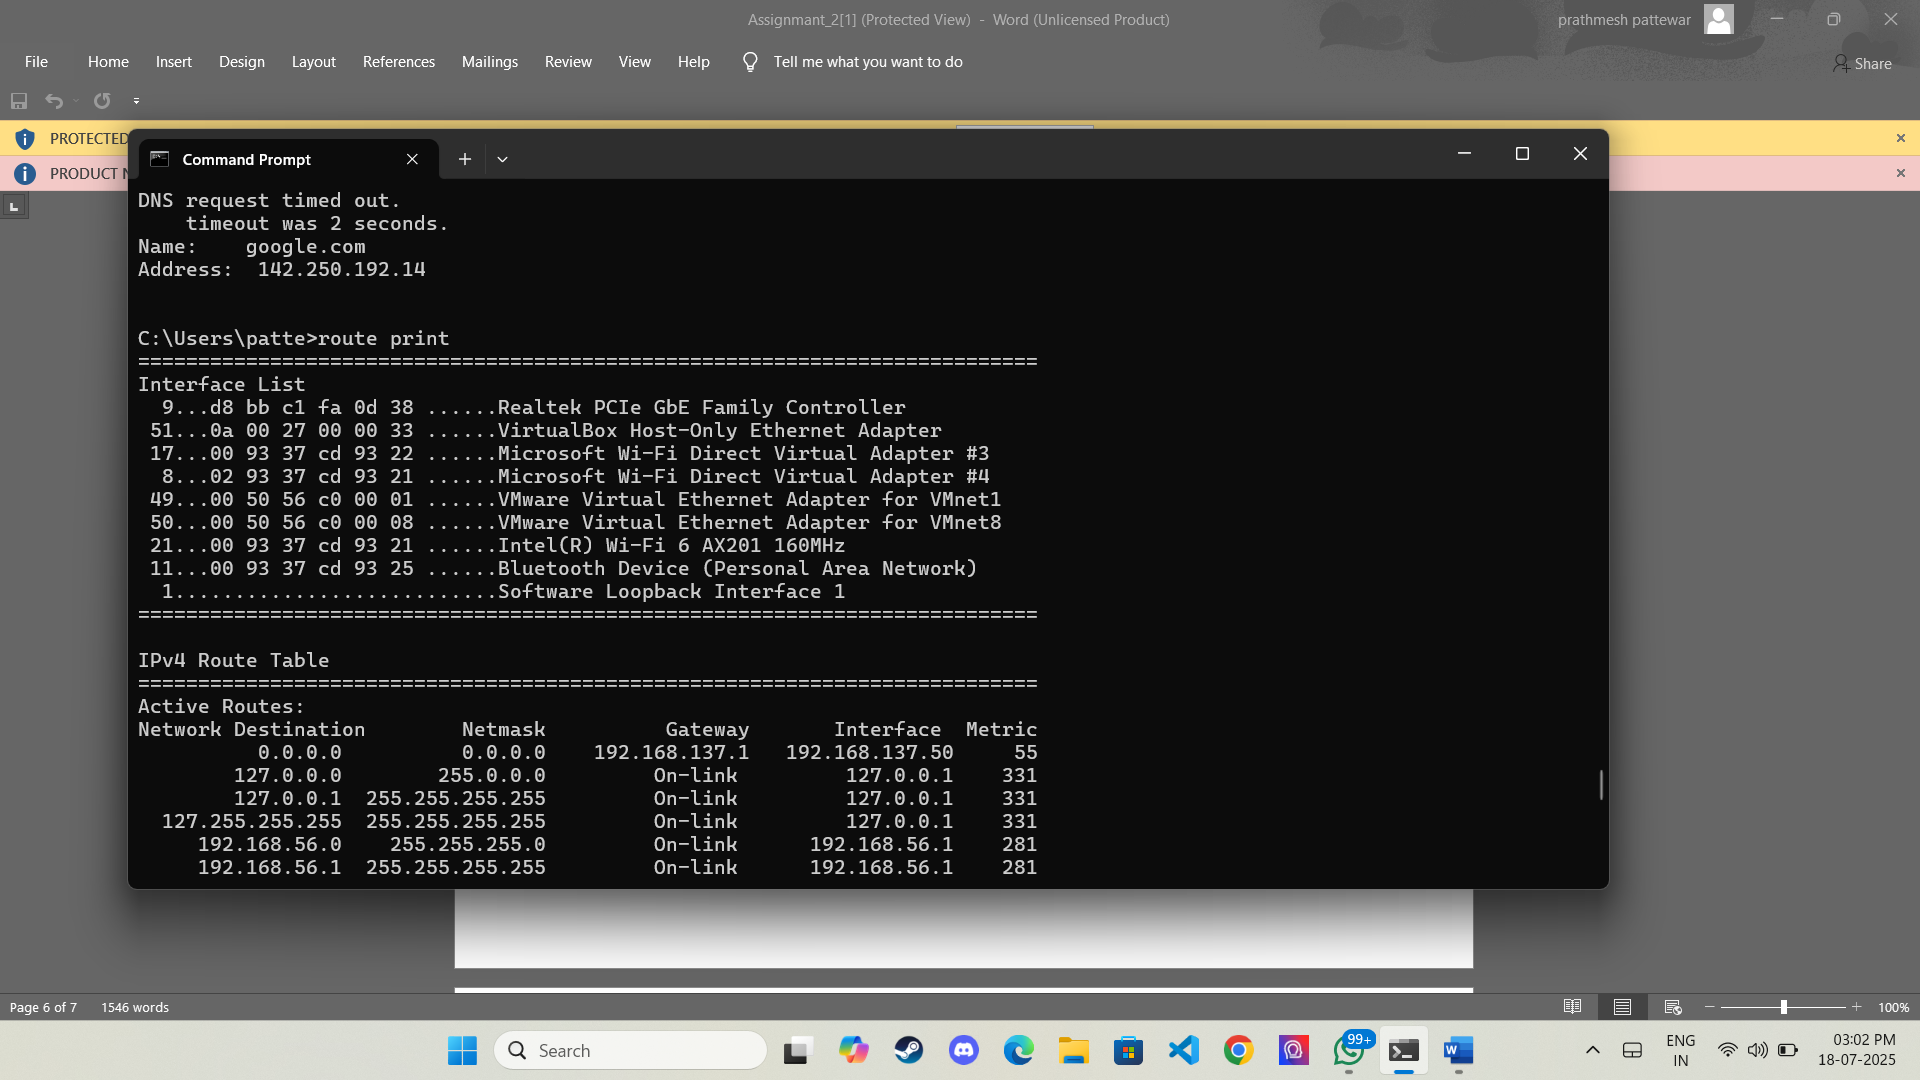 Assignmant_2[1] (Protected View) - Word (Unlicensed Product)
prathmesh pattewar
File Home Insert Design Layout References Mailings Review View Help Tell me what you want to do
Share
PROTECTED
PRODUCT
Command Prompt
DNS request timed out.
    timeout was 2 seconds.
Name:    google.com
Address:  142.250.192.14
C:\Users\patte>route print
===========================================================================
Interface List
  9...d8 bb c1 fa 0d 38 ......Realtek PCIe GbE Family Controller
 51...0a 00 27 00 00 33 ......VirtualBox Host-Only Ethernet Adapter
 17...00 93 37 cd 93 22 ......Microsoft Wi-Fi Direct Virtual Adapter #3
  8...02 93 37 cd 93 21 ......Microsoft Wi-Fi Direct Virtual Adapter #4
 49...00 50 56 c0 00 01 ......VMware Virtual Ethernet Adapter for VMnet1
 50...00 50 56 c0 00 08 ......VMware Virtual Ethernet Adapter for VMnet8
 21...00 93 37 cd 93 21 ......Intel(R) Wi-Fi 6 AX201 160MHz
 11...00 93 37 cd 93 25 ......Bluetooth Device (Personal Area Network)
  1...........................Software Loopback Interface 1
===========================================================================
IPv4 Route Table
===========================================================================
Active Routes:
Network Destination        Netmask          Gateway       Interface  Metric
          0.0.0.0          0.0.0.0    192.168.137.1   192.168.137.50     55
        127.0.0.0        255.0.0.0         On-link         127.0.0.1    331
        127.0.0.1  255.255.255.255         On-link         127.0.0.1    331
  127.255.255.255  255.255.255.255         On-link         127.0.0.1    331
     192.168.56.0    255.255.255.0         On-link      192.168.56.1    281
     192.168.56.1  255.255.255.255         On-link      192.168.56.1    281
Page 6 of 7 1546 words
100%
Search
99+
ENG
IN
03:02 PM
18-07-2025